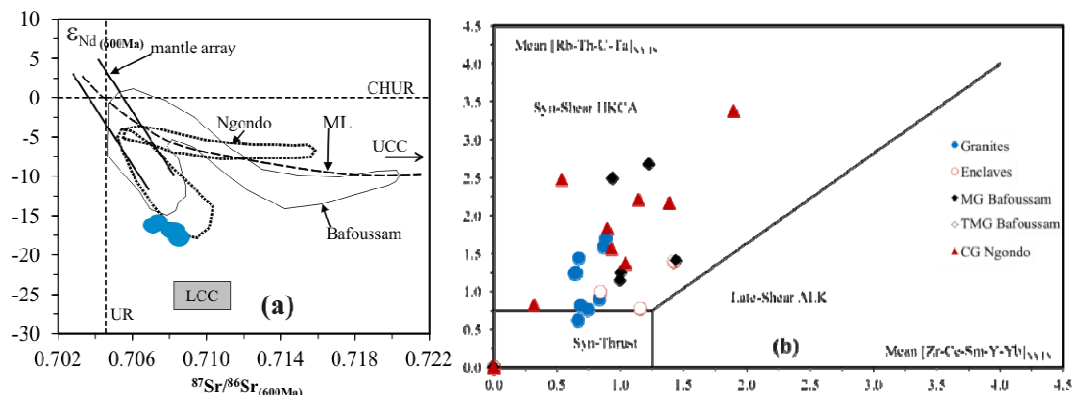 10
5
0
-5
-10
-15
-20
-25
-30
εNd (600Ma)
mantle array
CHUR
Ngondo
ML
UCC
Bafoussam
LCC
(a)
UR
0.702 0.706 0.710 0.714 0.718 0.722
87Sr/86Sr(600Ma)
(b)
4.5
4.0
3.5
3.0
2.5
2.0
1.5
1.0
0.5
0.0
Mean [Rb-Th-U-Ta]
Syn-Shear HKCA
Granites
Enclaves
MG Bafoussam
TMG Bafoussam
CG Ngondo
Late-Shear ALK
Syn-Thrust
(b)
Mean [Zr-Ce-Sm-Y-Yb]
0.0 0.5 1.0 1.5 2.0 2.5 3.0 3.5 4.0 4.5